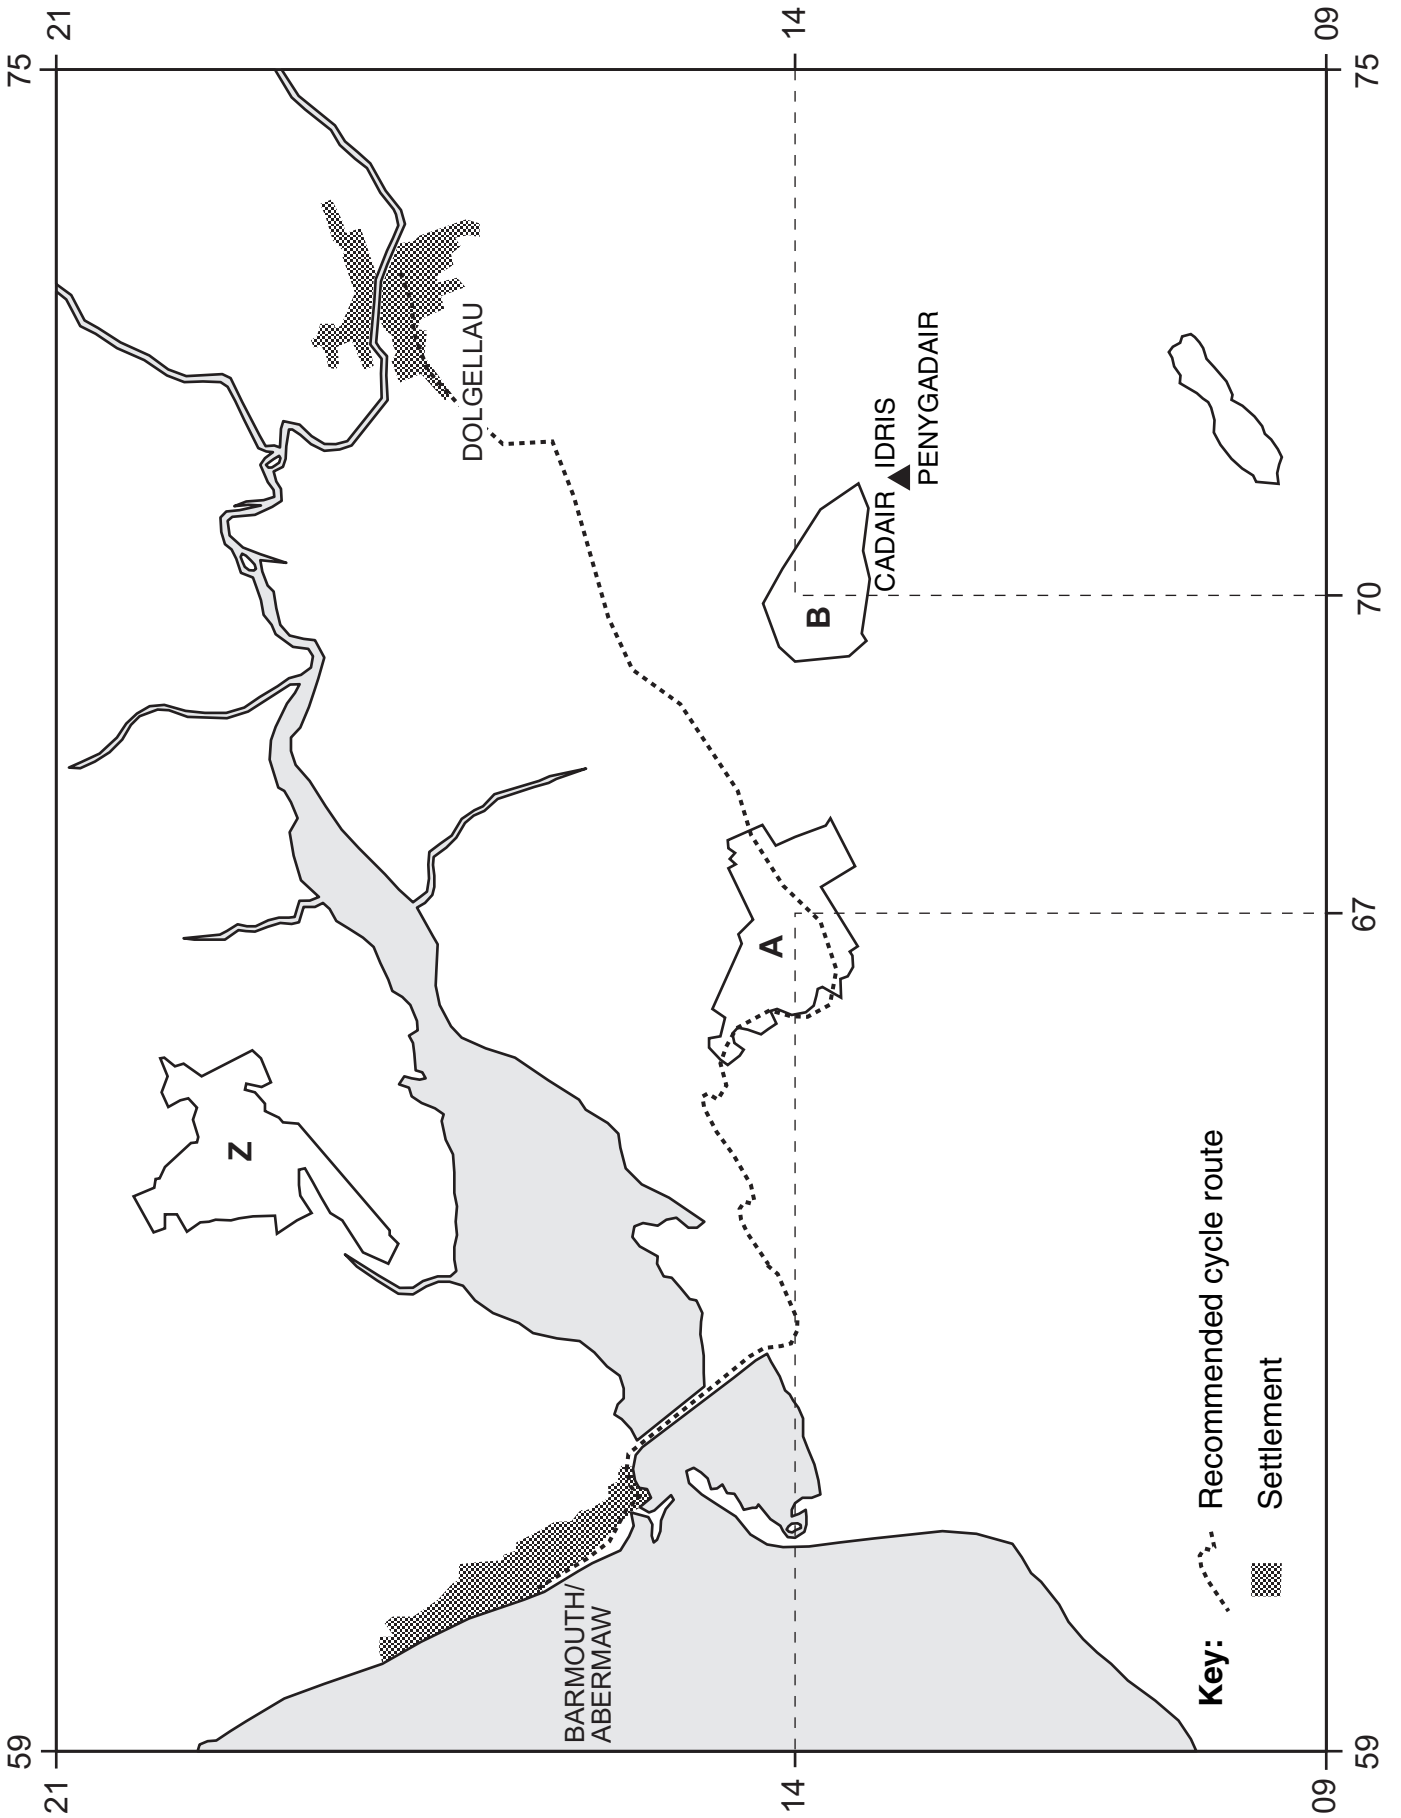 21
14
09
75
75
DOLGELLAU
CADAIR IDRIS
PENYGADAIR
B
70
A
67
Z
BARMOUTH/
ABERMAW
Key:
Recommended cycle route
Settlement
59
59
21
14
09